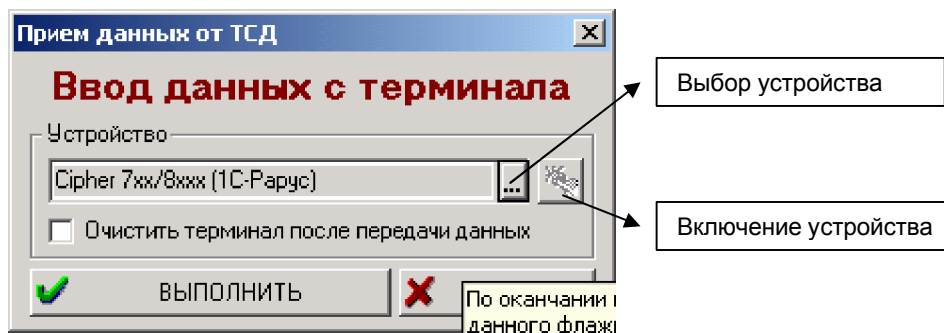 Прием данных от ТСД
Ввод данных с терминала
Выбор устройства
Устройство
Cipher 7xx/8xxx (1С-Рарус)
...
Очистить терминал после передачи данных
Включение устройства
ВЫПОЛНИТЬ
По окончании
данного